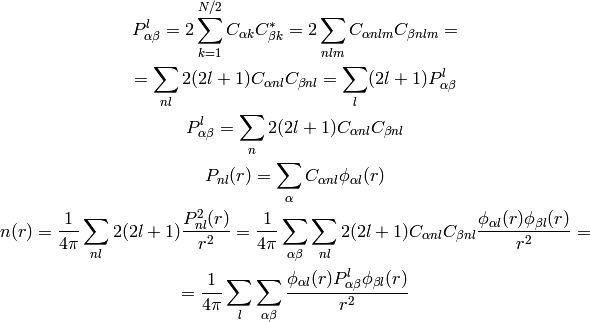 P^l_{αβ} = 2 \sum_{k=1}^{N/2} C_{αk} C^*_{βk} = 2 \sum_{nlm} C_{αnlm} C_{βnlm} =
= \sum_{nl} 2(2l + 1) C_{αnl} C_{βnl} = \sum_l (2l + 1) P^l_{αβ}
P^l_{αβ} = \sum_n 2(2l + 1) C_{αnl} C_{βnl}
P_{nl}(r) = \sum_α C_{αnl} ϕ_{αl}(r)
n(r) = \frac{1}{4π} \sum_{nl} 2(2l + 1) \frac{P^2_{nl}(r)}{r^2} = \frac{1}{4π} \sum_{αβ} \sum_{nl} 2(2l + 1) C_{αnl} C_{βnl} \frac{ϕ_{αl}(r) ϕ_{βl}(r)}{r^2} =
= \frac{1}{4π} \sum_l \sum_{αβ} \frac{ϕ_{αl}(r) P^l_{αβ} ϕ_{βl}(r)}{r^2}